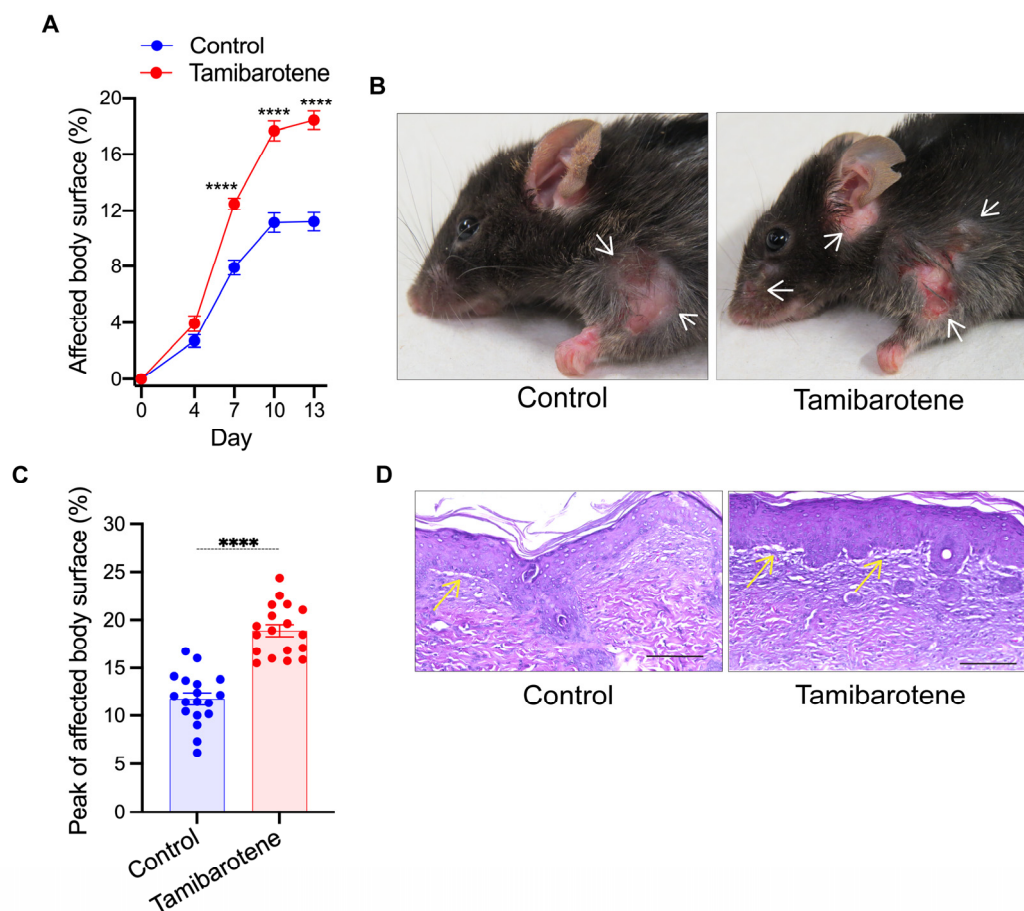 A
Control
Tamibarotene
Affected body surface (%)
20
16
12
8
4
0
****
****
****
0 4 7 10 13
Day
B
Control
Tamibarotene
C
Peak of affected body surface (%)
30
25
20
15
10
5
0
****
Control
Tamibarotene
D
Control
Tamibarotene